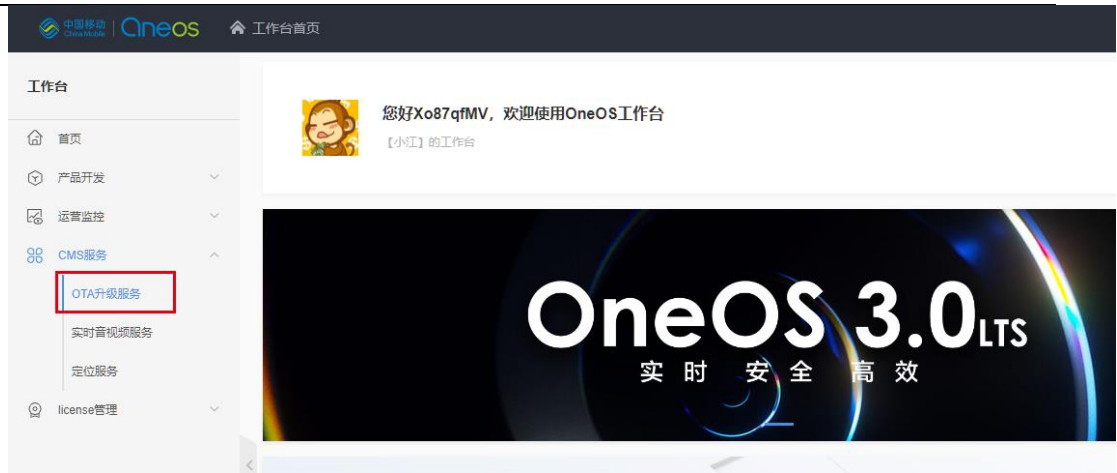 中国移动 China Mobile | OneOS 工作台首页
工作台
首页
产品开发
运营监控
CMS服务
OTA升级服务
实时音视频服务
定位服务
license管理
您好Xo87qfMV，欢迎使用OneOS工作台
【小江】的工作台
OneOS 3.0 LTS
实时 安全 高效